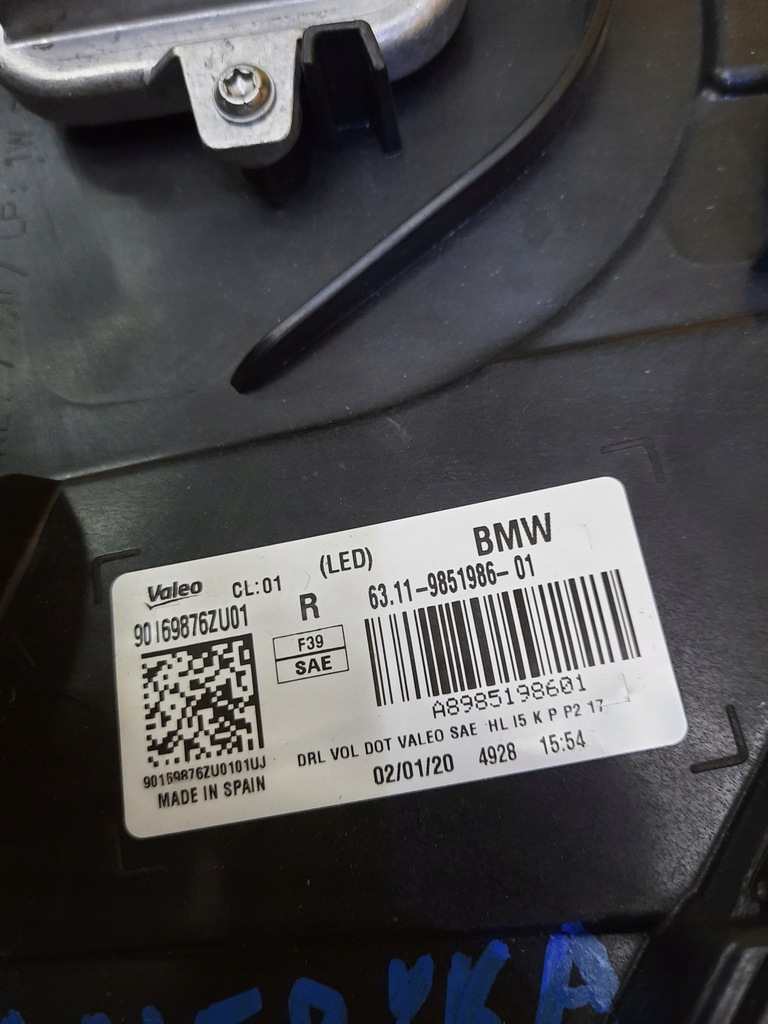 Valeo CL:01 (LED) BMW
90169876ZU01 R 63.11-9851986-01
F39
SAE
A8985198601
DRL VOL DOT VALEO SAE HL I5 K P P2 17
90169876ZU0101UJ
MADE IN SPAIN 02/01/20 4928 15:54